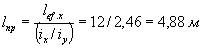 l_пр = l_ef.x / (i_x / i_y) = 12 / 2,46 = 4,88 м